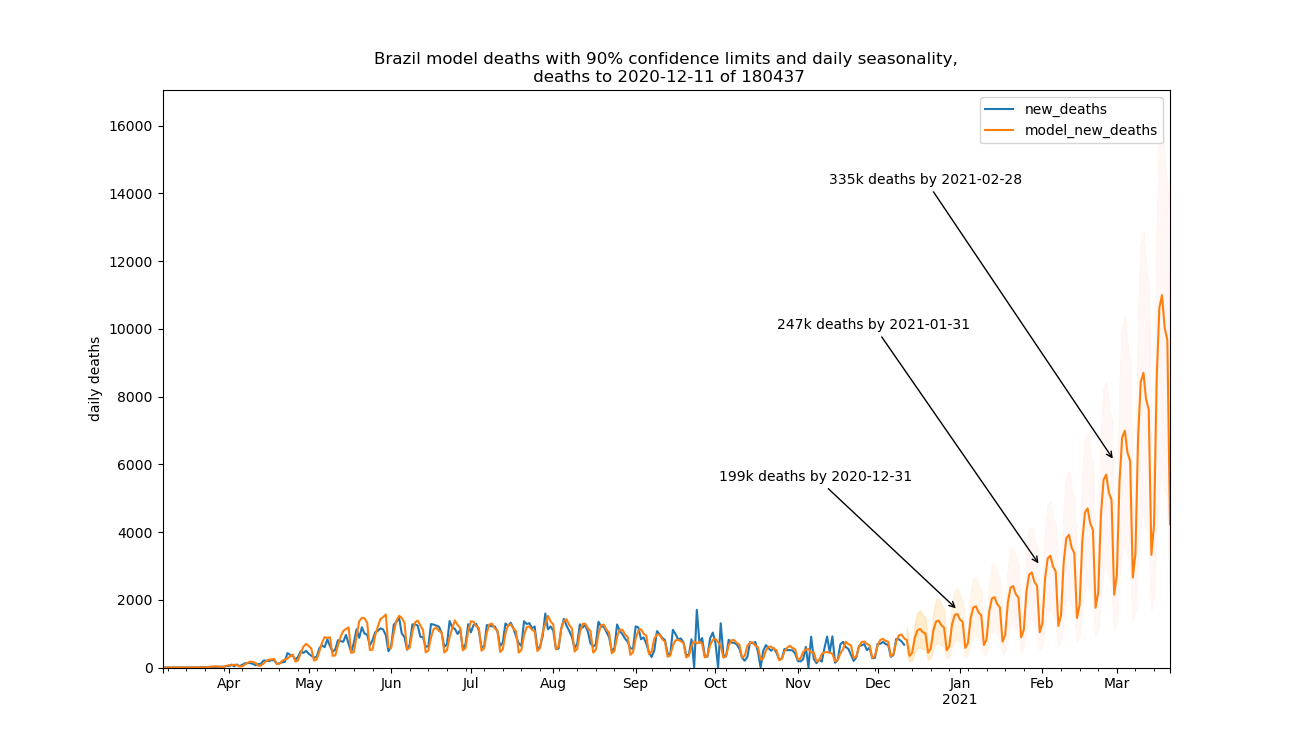 Brazil model deaths with 90% confidence limits and daily seasonality,
deaths to 2020-12-11 of 180437
new_deaths
model_new_deaths
335k deaths by 2021-02-28
247k deaths by 2021-01-31
199k deaths by 2020-12-31
daily deaths
16000
14000
12000
10000
8000
6000
4000
2000
0
Apr May Jun Jul Aug Sep Oct Nov Dec Jan Feb Mar
2021